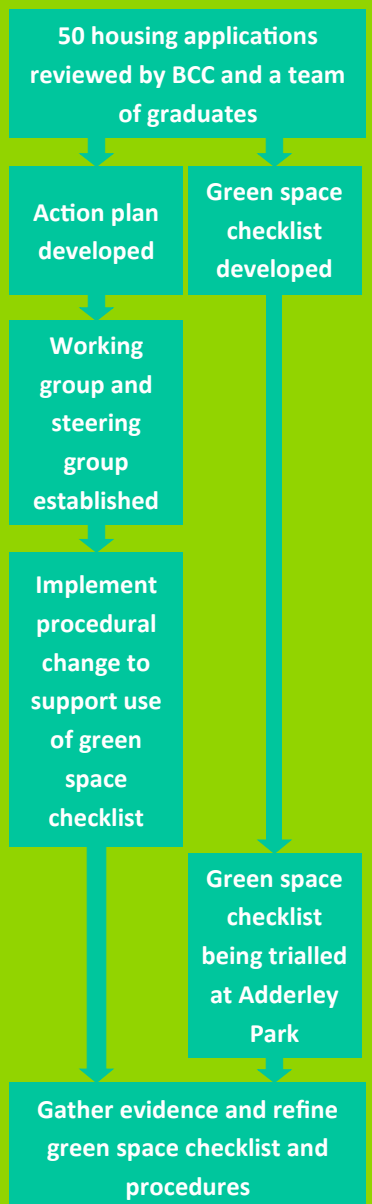 50 housing applications
reviewed by BCC and a team
of graduates
Action plan
developed
Green space
checklist
developed
Working
group and
steering
group
established
Implement
procedural
change to
support use
of green
space
checklist
Green space
checklist
being trialled
at Adderley
Park
Gather evidence and refine
green space checklist and
procedures